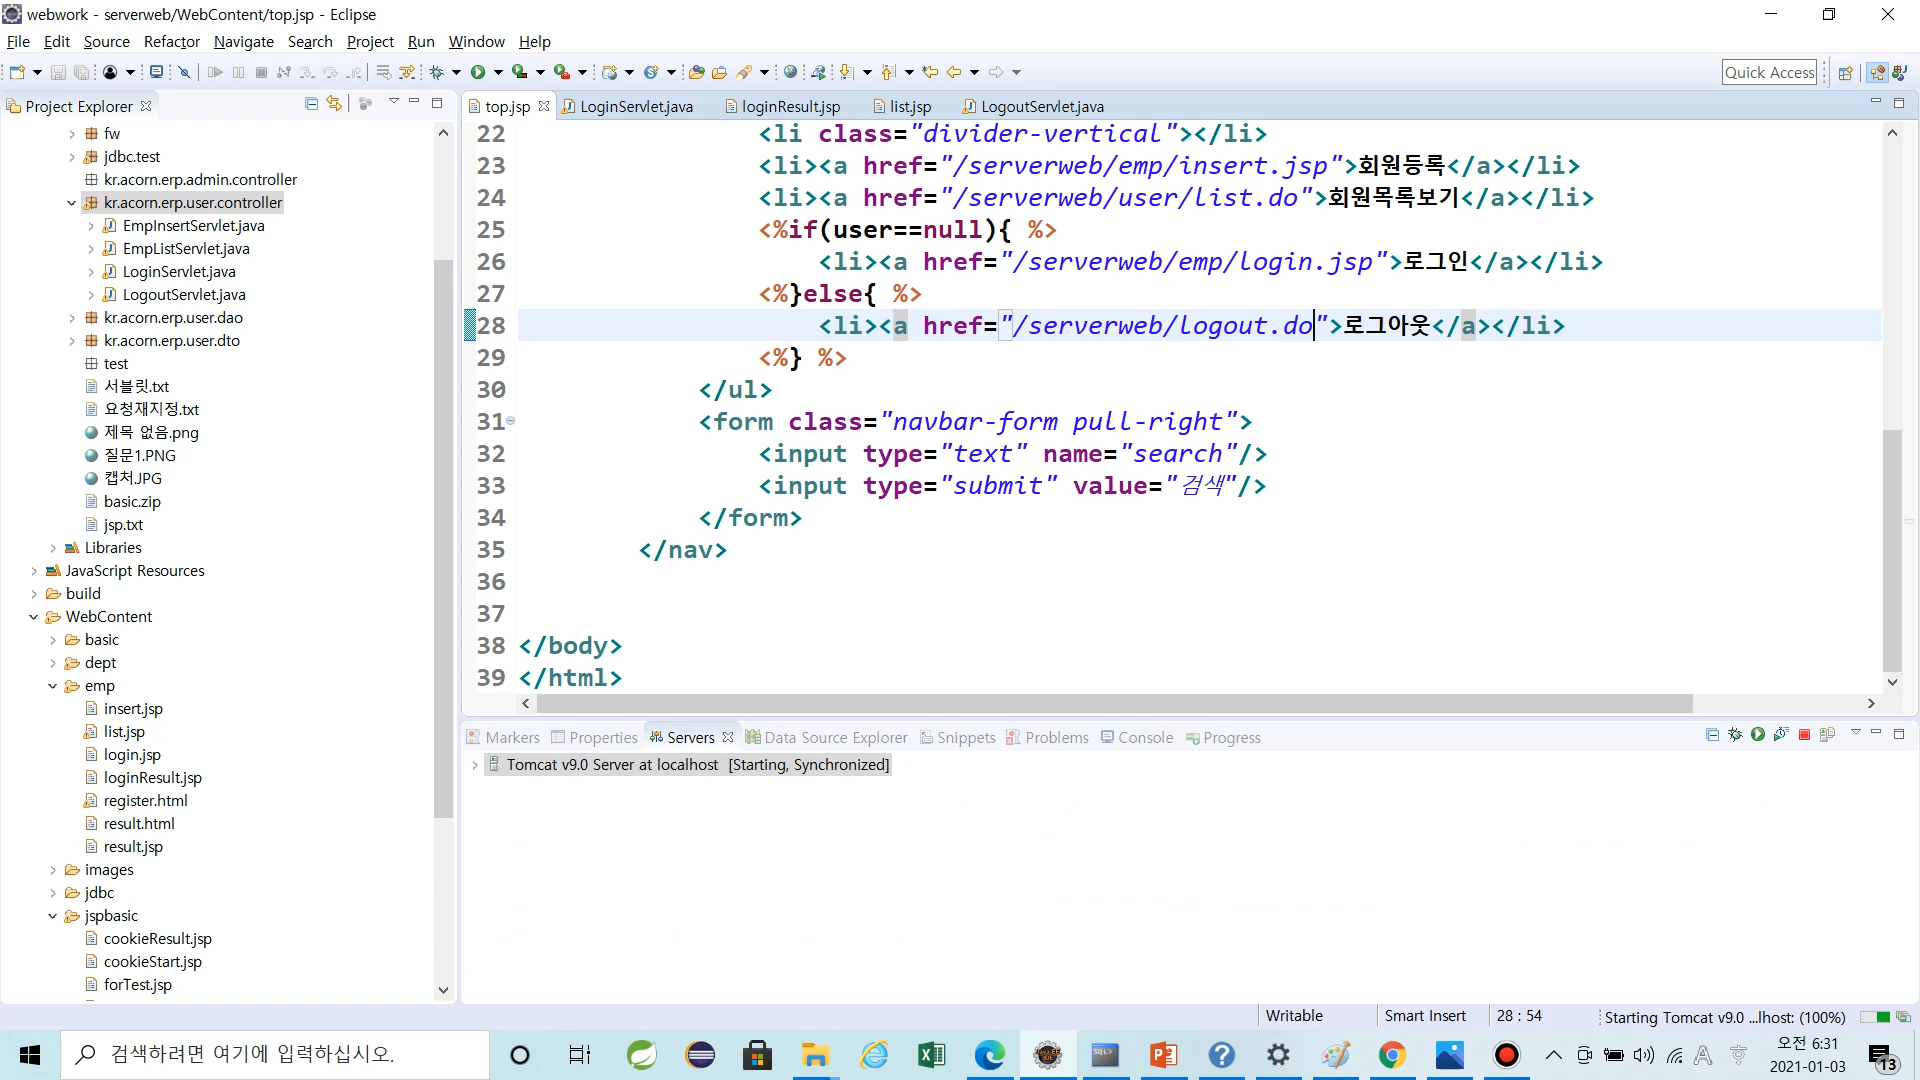 webwork - serverweb/WebContent/top.jsp - Eclipse
File Edit Source Refactor Navigate Search Project Run Window Help
Quick Access
Project Explorer
fw
jdbc.test
kr.acorn.erp.admin.controller
kr.acorn.erp.user.controller
EmpInsertServlet.java
EmpListServlet.java
LoginServlet.java
LogoutServlet.java
kr.acorn.erp.user.dao
kr.acorn.erp.user.dto
test
서블릿.txt
요청재지정.txt
제목 없음.png
질문1.PNG
캡처.JPG
basic.zip
jsp.txt
Libraries
JavaScript Resources
build
WebContent
basic
dept
emp
insert.jsp
list.jsp
login.jsp
loginResult.jsp
register.html
result.html
result.jsp
images
jdbc
jspbasic
cookieResult.jsp
cookieStart.jsp
forTest.jsp
top.jsp LoginServlet.java loginResult.jsp list.jsp LogoutServlet.java
22 <li class="divider-vertical"></li>
23 <li><a href="/serverweb/emp/insert.jsp">회원등록</a></li>
24 <li><a href="/serverweb/user/list.do">회원목록보기</a></li>
25 <%if(user==null){ %>
26 <li><a href="/serverweb/emp/login.jsp">로그인</a></li>
27 <%}else{ %>
28 <li><a href="/serverweb/logout.do">로그아웃</a></li>
29 <%} %>
30 </ul>
31 <form class="navbar-form pull-right">
32 <input type="text" name="search"/>
33 <input type="submit" value="검색"/>
34 </form>
35 </nav>
36
37
38 </body>
39 </html>
Markers Properties Servers Data Source Explorer Snippets Problems Console Progress
Tomcat v9.0 Server at localhost [Starting, Synchronized]
Writable Smart Insert 28 : 54 Starting Tomcat v9.0 ...lhost: (100%)
검색하려면 여기에 입력하십시오.
오전 6:31
2021-01-03
13